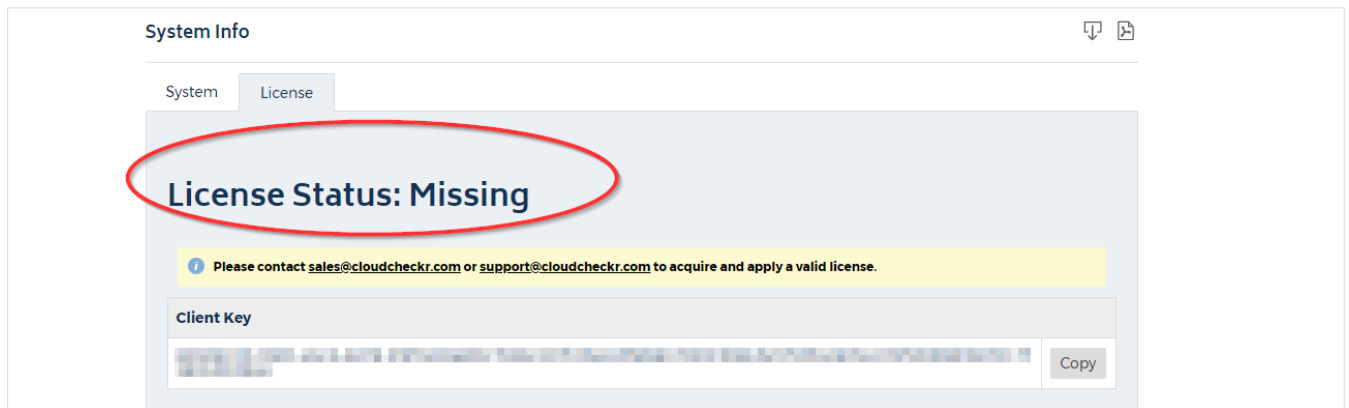 System Info
System
License
License Status: Missing
Please contact sales@cloudcheckr.com or support@cloudcheckr.com to acquire and apply a valid license.
Client Key
Copy